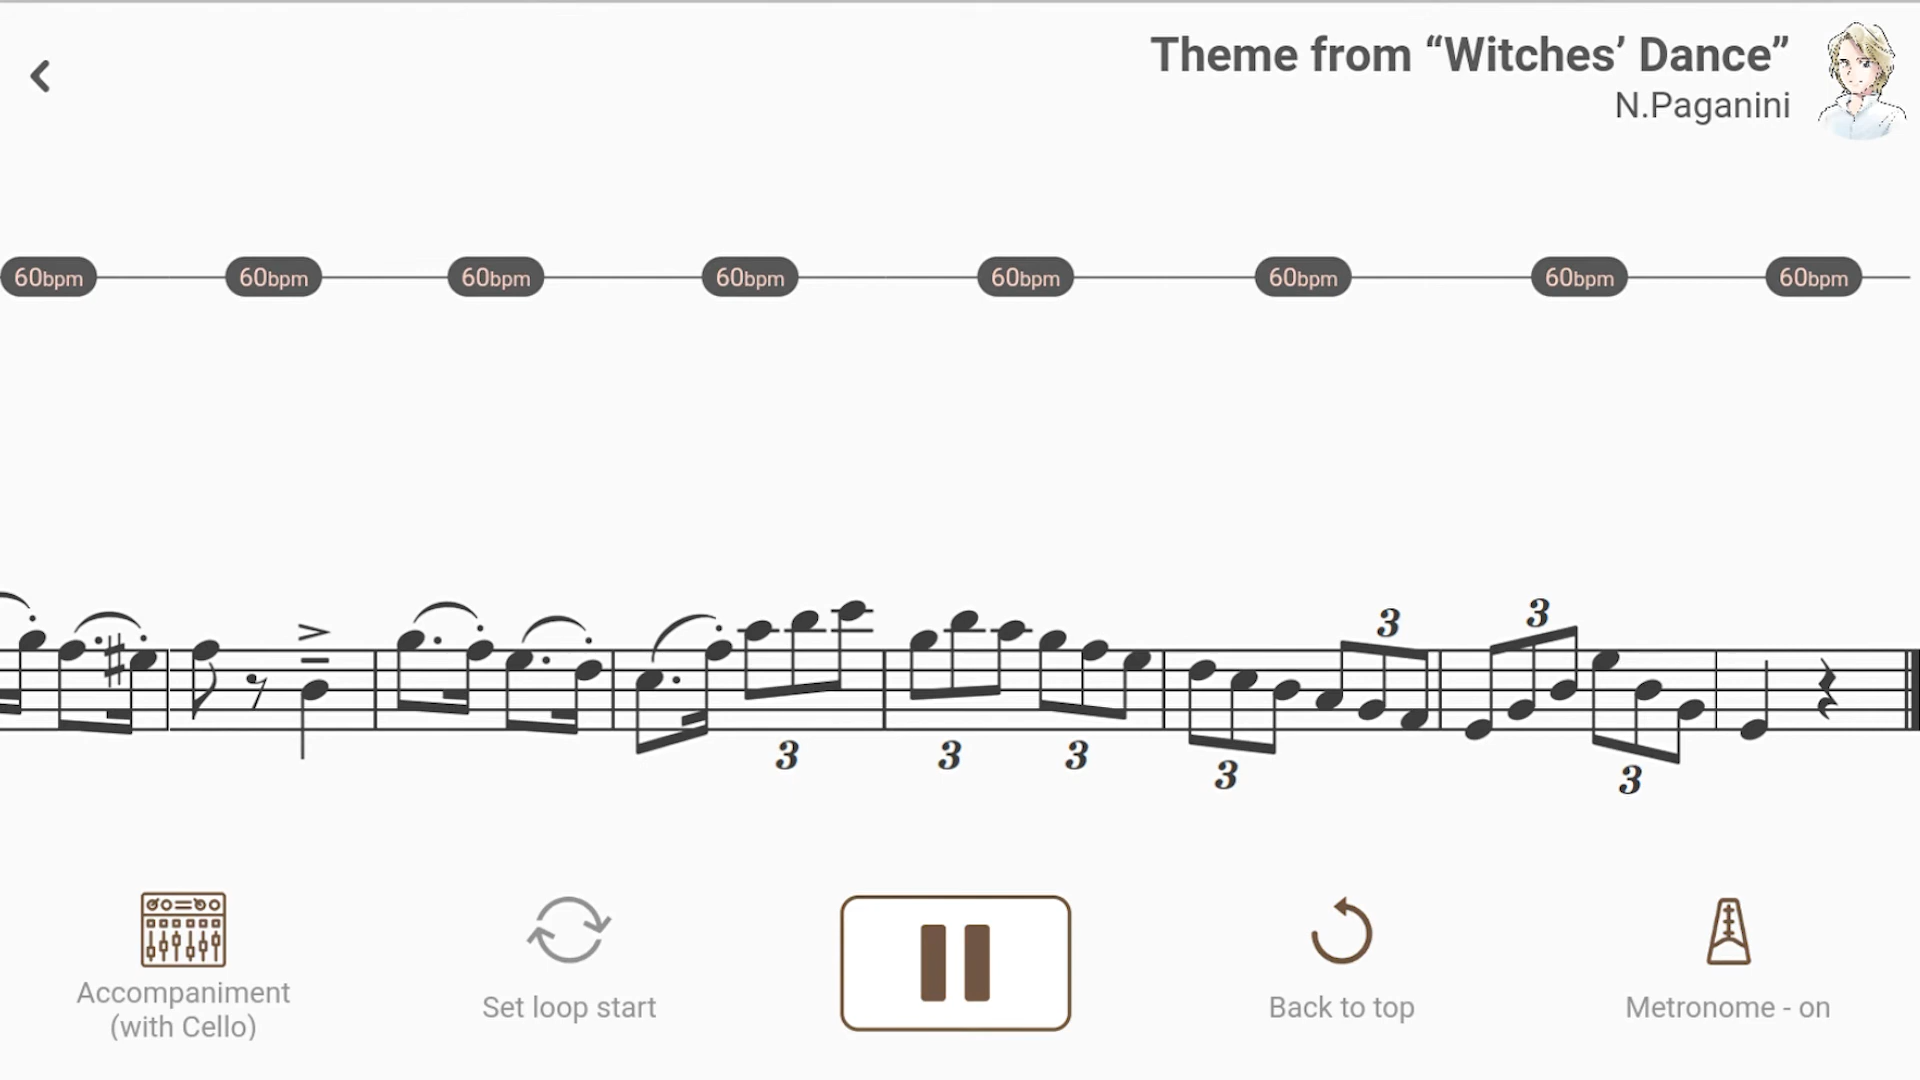 Theme from “Witches’ Dance”
N.Paganini
60bpm 60bpm 60bpm 60bpm 60bpm 60bpm 60bpm 60bpm
3 3
3 3 3 3 3
Accompaniment
(with Cello)
Set loop start
Back to top
Metronome - on